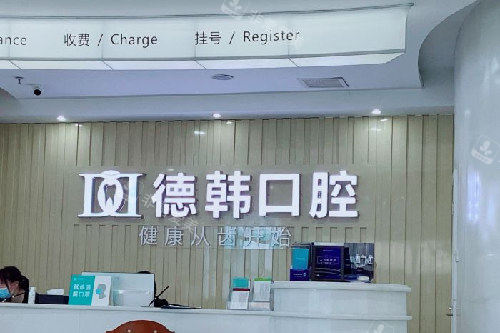 ance 收费 / Charge 挂号 / Register
德韩口腔
健康从齿开始